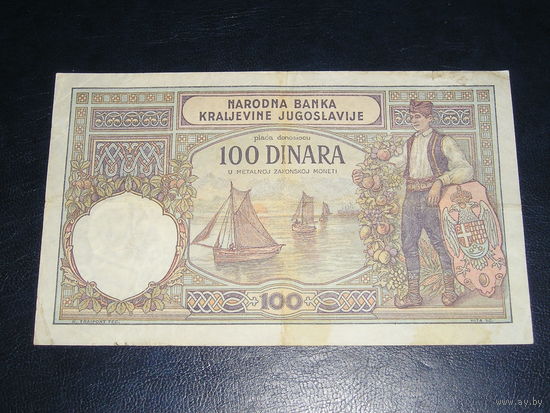 NARODNA BANKA
KRALJEVINE JUGOSLAVIJE
plaća donosiocu
100 DINARA
U METALNOJ ZAKONSKOJ MONETI
100
www.ay.by